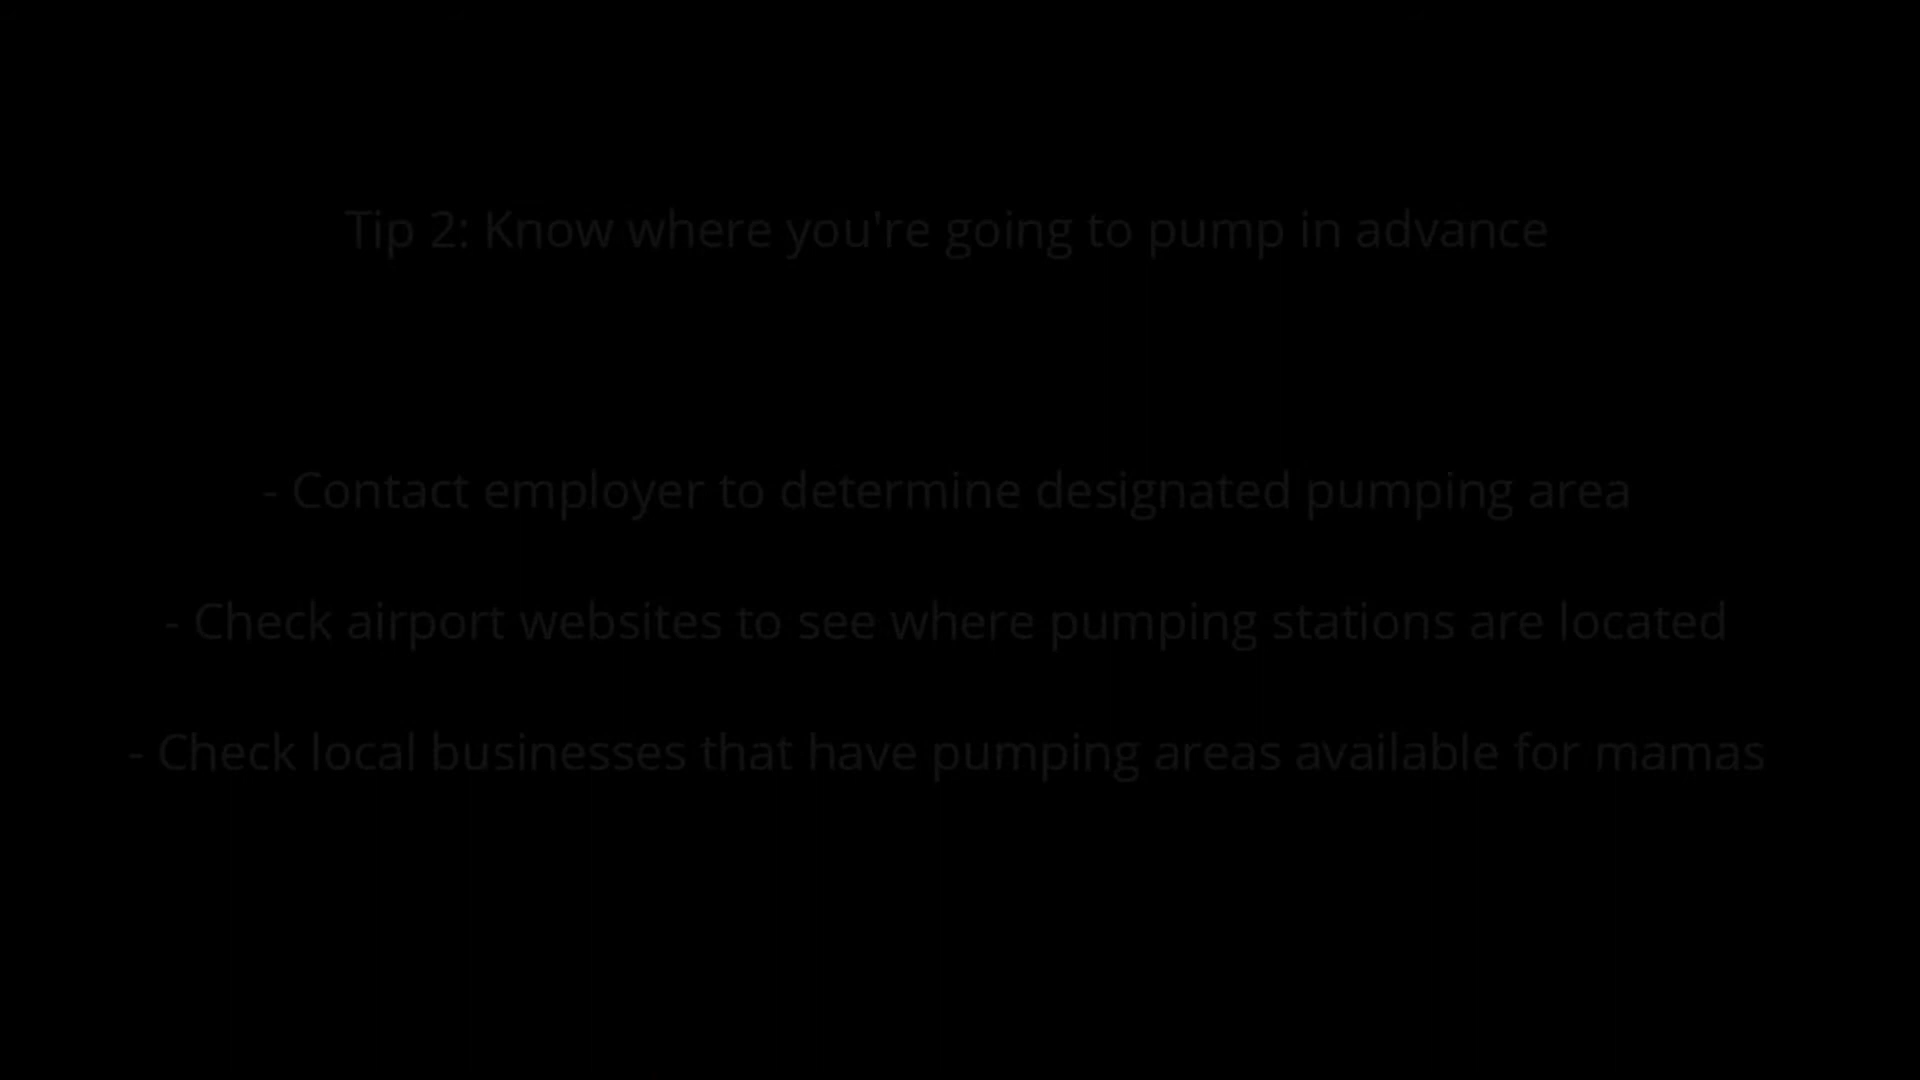 Tip 2: Know where you're going to pump in advance
- Contact employer to determine designated pumping area
- Check airport websites to see where pumping stations are located
- Check local businesses that have pumping areas available for mamas